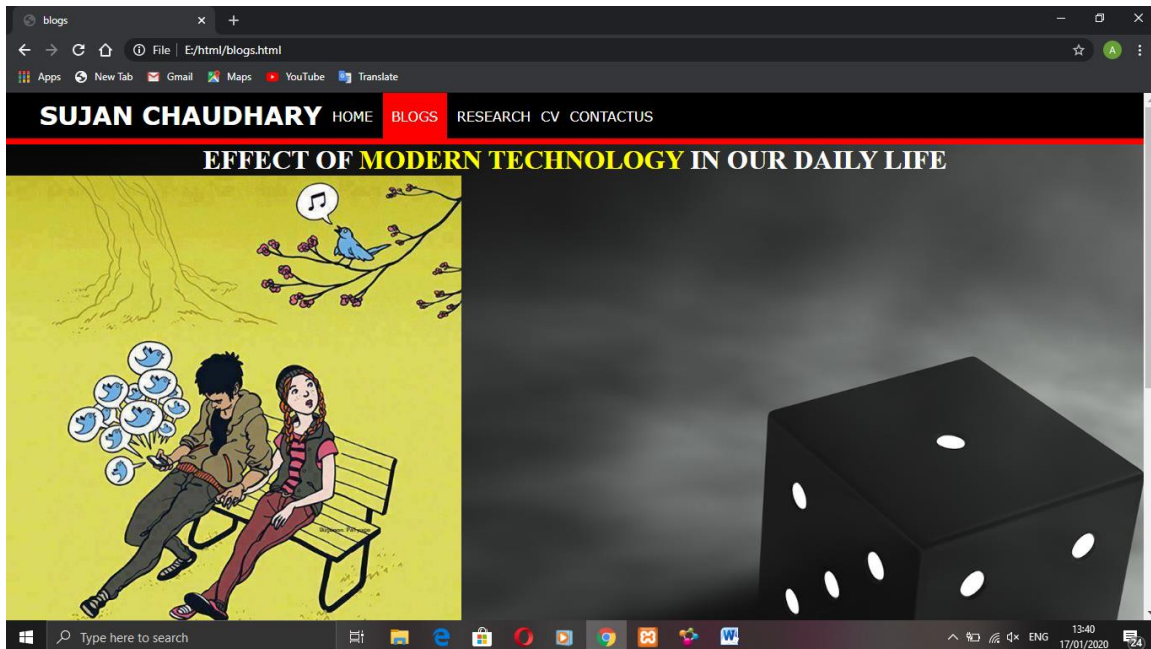 blogs
File E:/html/blogs.html
A
Apps New Tab Gmail Maps YouTube Translate
SUJAN CHAUDHARY HOME BLOGS RESEARCH CV CONTACTUS
EFFECT OF MODERN TECHNOLOGY IN OUR DAILY LIFE
Type here to search
ENG
13:40
17/01/2020
24